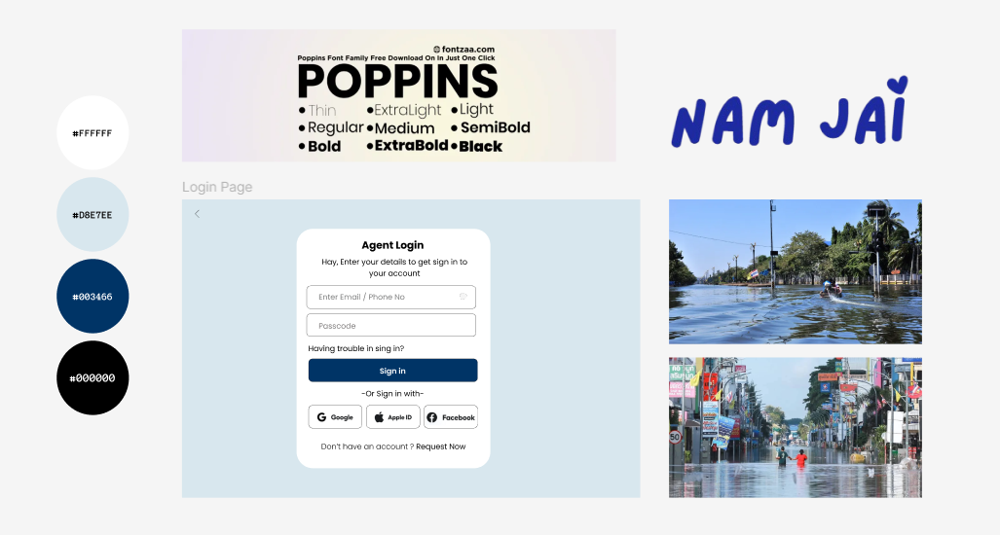 #FFFFFF
#D8E7EE
#003466
#000000
fontzaa.com
Poppins Font Family Free Download On In Just One Click
POPPINS
Thin ExtraLight Light
Regular Medium SemiBold
Bold ExtraBold Black
NAM JAI
Login Page
Agent Login
Hay, Enter your details to get sign in to
your account
Enter Email / Phone No
Passcode
Having trouble in sing in?
Sign in
-Or Sign in with-
Google Apple ID Facebook
Don't have an account ? Request Now
50